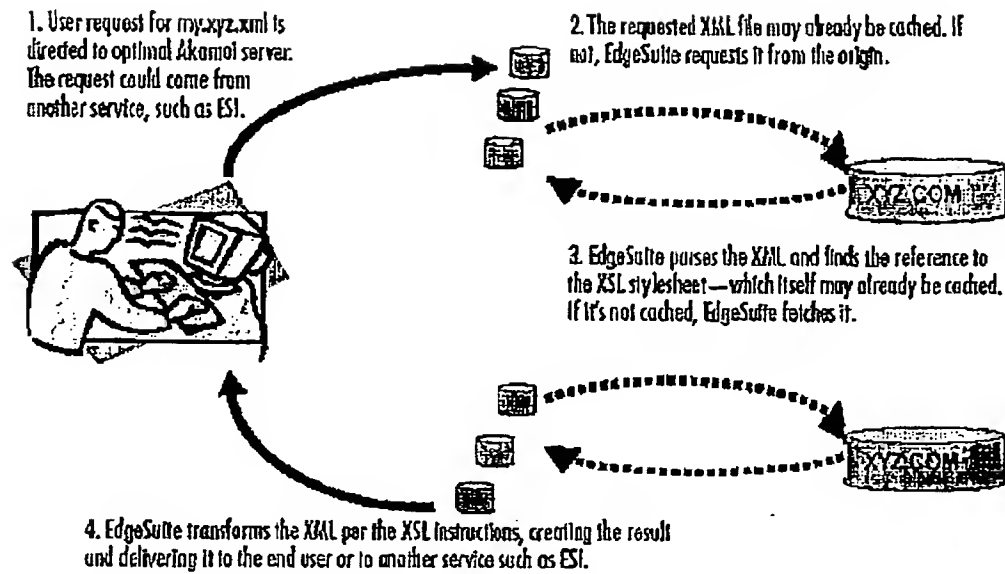 1. User request for my.xyz.xml is
directed to optimal Akamai server.
The request could come from
another service, such as ESI.
2. The requested XML file may already be cached. If
not, EdgeSuite requests it from the origin.
XYZ.COM
3. EdgeSuite parses the XML and finds the reference to
the XSL stylesheet—which itself may already be cached.
If it's not cached, EdgeSuite fetches it.
XYZ.COM
4. EdgeSuite transforms the XML per the XSL instructions, creating the result
and delivering it to the end user or to another service such as ESI.